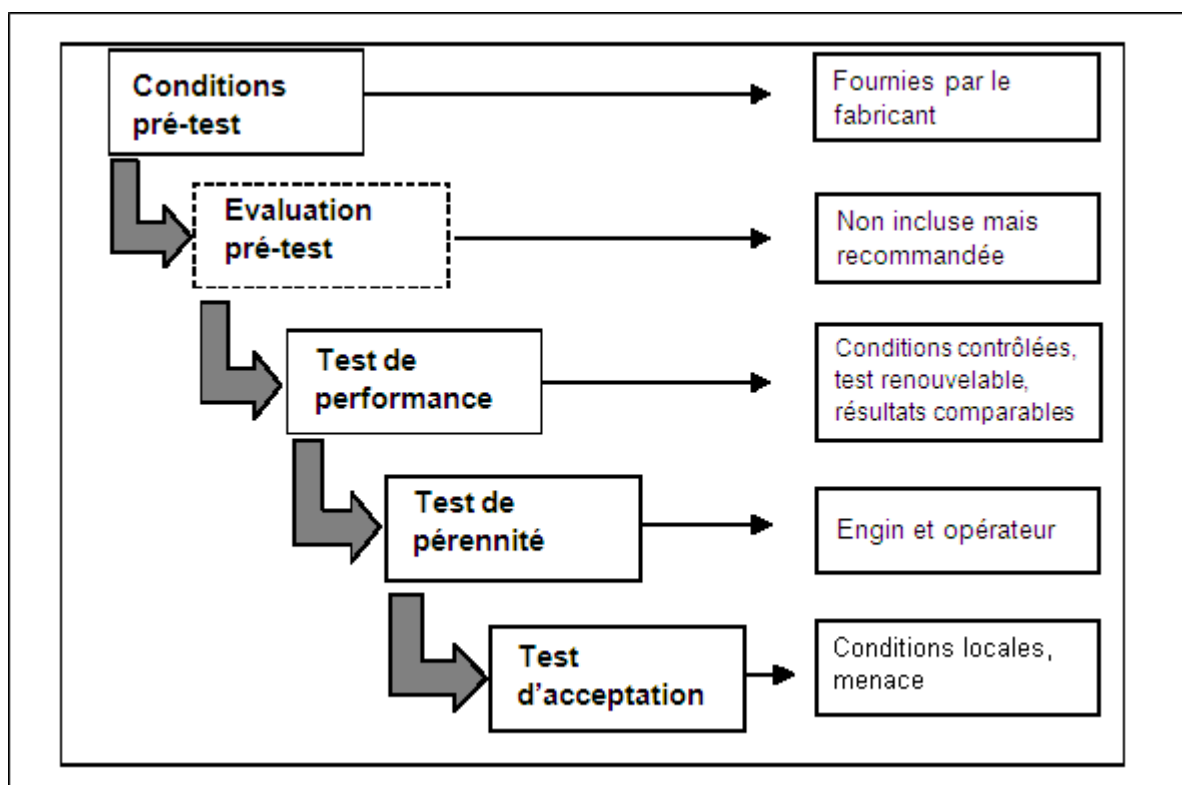 Conditions
pré-test
Fournies par le
fabricant
Evaluation
pré-test
Non incluse mais
recommandée
Test de
performance
Conditions contrôlées,
test renouvelable,
résultats comparables
Test de
pérennité
Engin et opérateur
Test
d’acceptation
Conditions locales,
menace